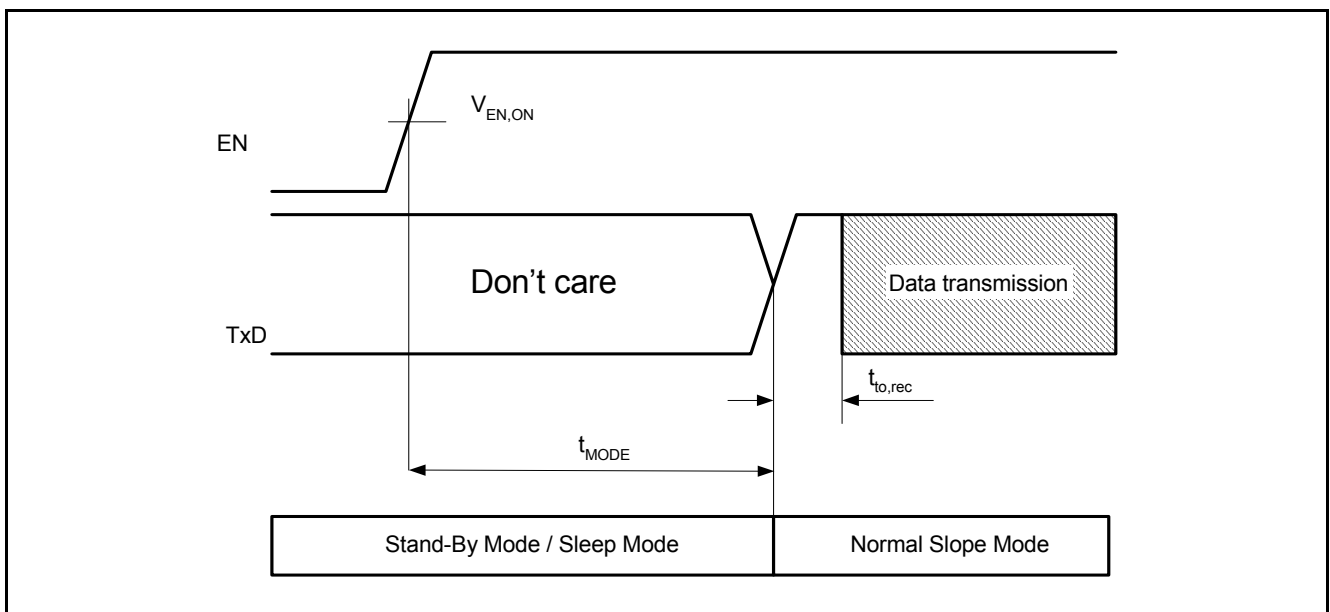 V_EN,ON
EN
Don't care
Data transmission
TxD
t_to,rec
t_MODE
Stand-By Mode / Sleep Mode
Normal Slope Mode